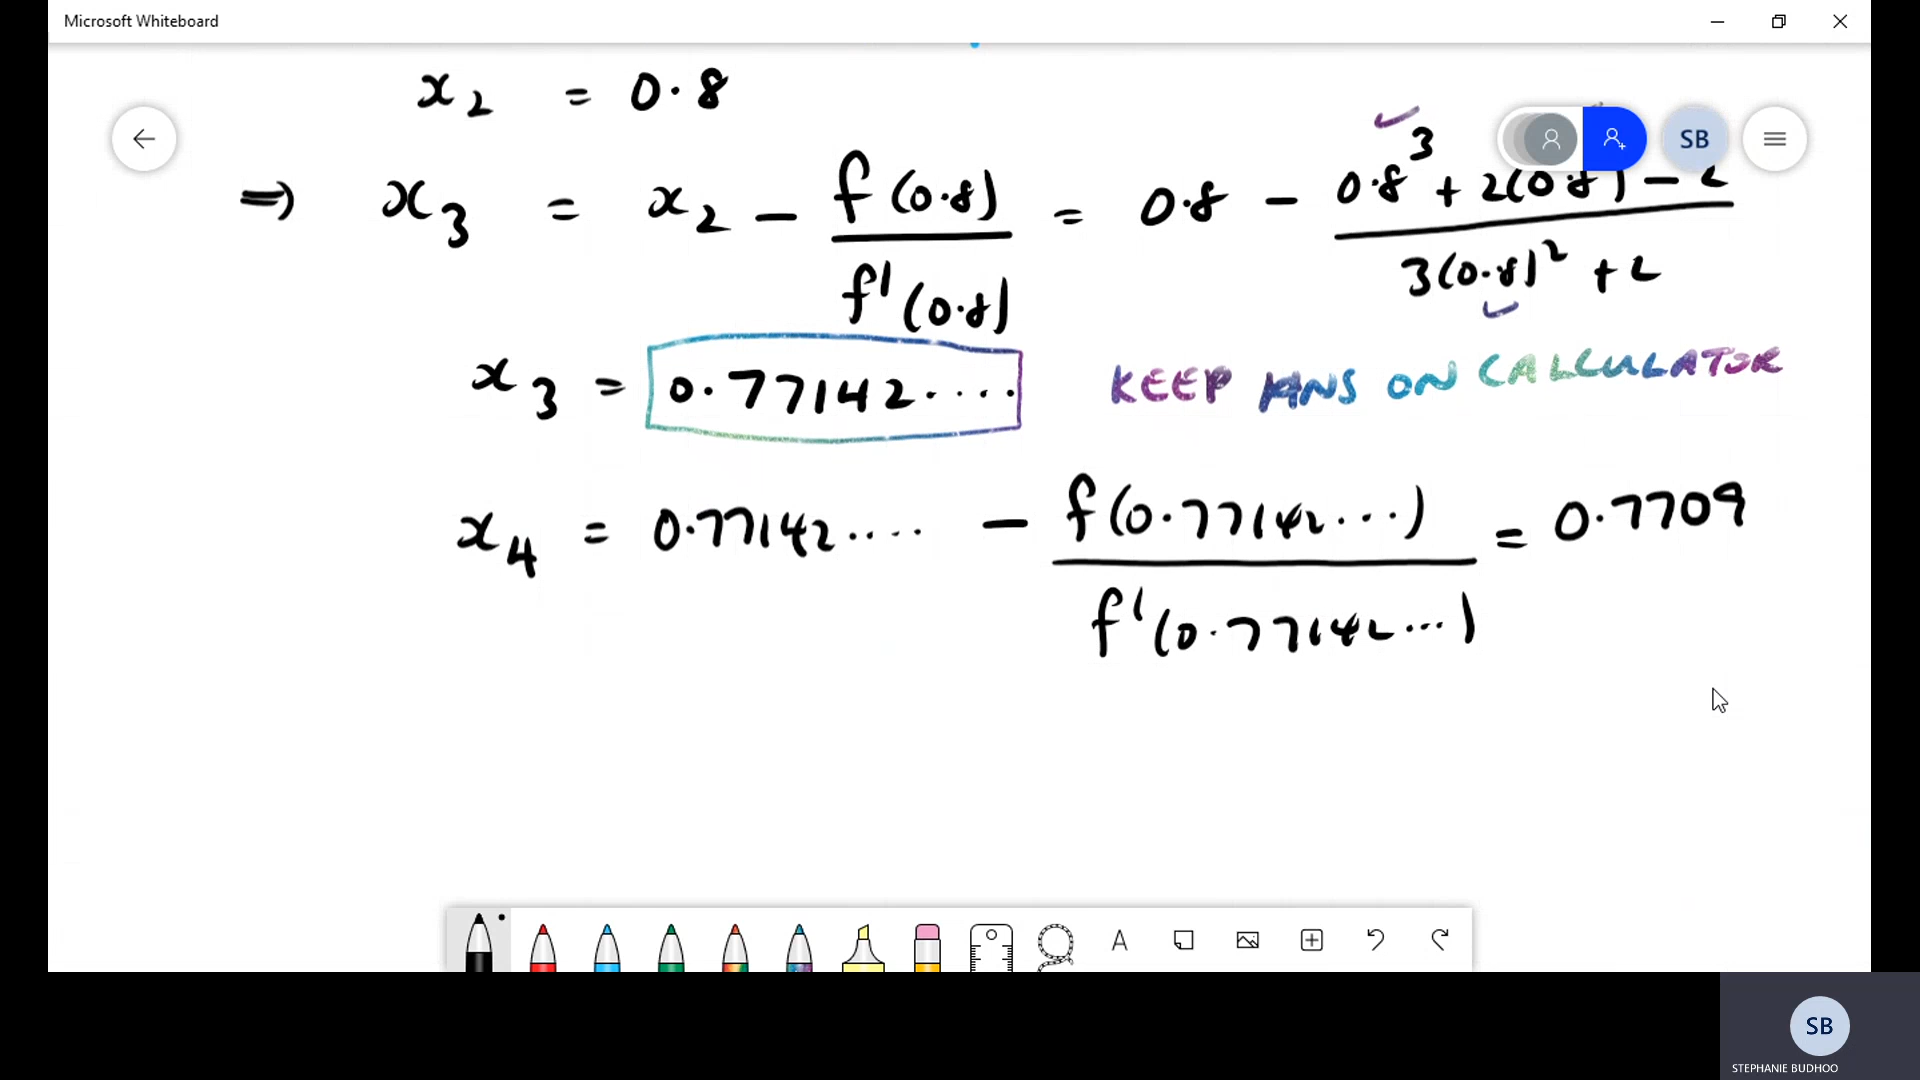 Microsoft Whiteboard
x₂ = 0.8
SB
⇒ x₃ = x₂ − f(0.8)/f'(0.8) = 0.8 − (0.8³ + 2(0.8) − 2)/(3(0.8)² + 2)
x₃ = 0.77142.... KEEP ANS ON CALCULATOR
x₄ = 0.77142.... − f(0.77142...)/f'(0.77142...) = 0.7709
A
SB
STEPHANIE BUDHOO